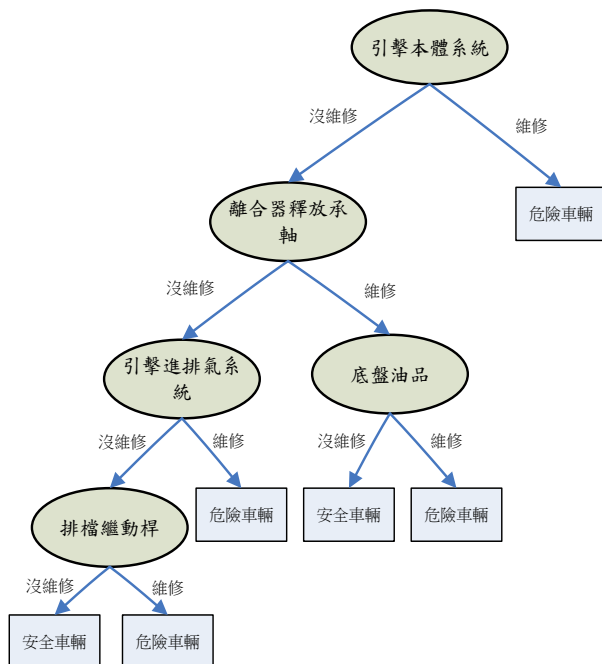 引擎本體系統
沒維修
維修
離合器釋放承
軸
危險車輛
沒維修
維修
引擎進排氣系
統
底盤油品
沒維修
維修
沒維修
維修
排檔繼動桿
危險車輛
安全車輛
危險車輛
沒維修
維修
安全車輛
危險車輛